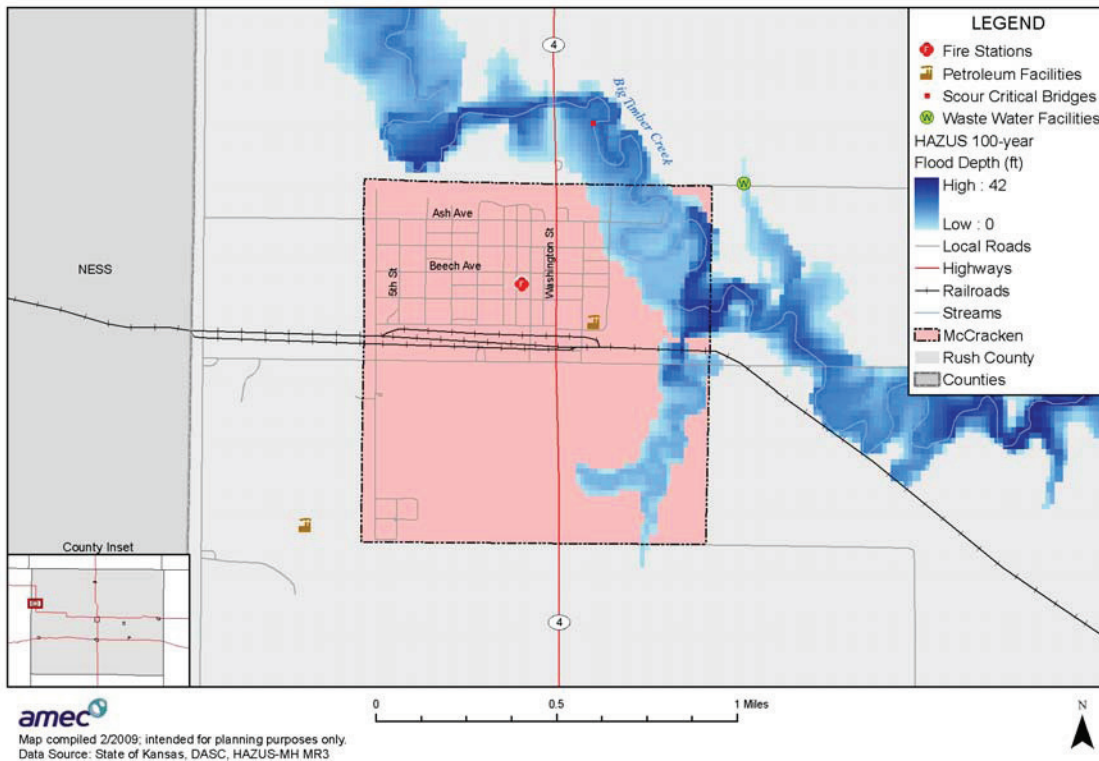 4
Big Timber Creek
LEGEND
F
Fire Stations
Petroleum Facilities
Scour Critical Bridges
W
Waste Water Facilities
HAZUS 100-year
Flood Depth (ft)
High : 42
Low : 0
Local Roads
Highways
Railroads
Streams
McCracken
Rush County
Counties
W
Ash Ave
NESS
Beech Ave
5th St
Washington St
F
County Inset
4
amec
0
0.5
1 Miles
N
Map compiled 2/2009; intended for planning purposes only.
Data Source: State of Kansas, DASC, HAZUS-MH MR3